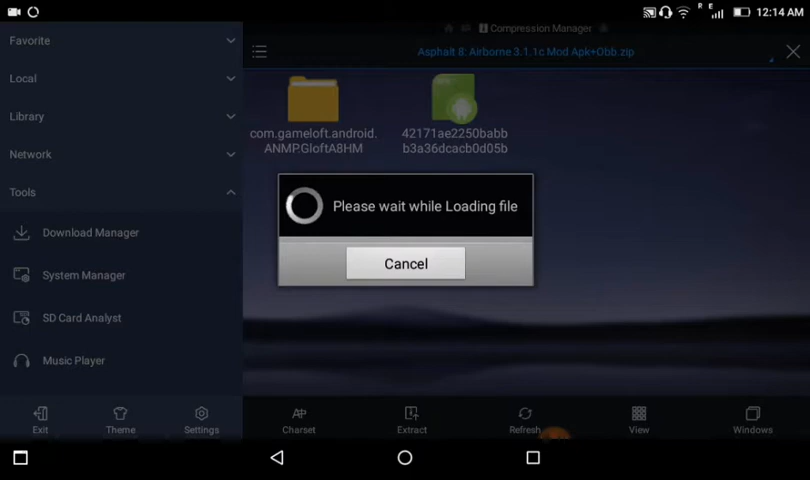 R E
12:14 AM
Favorite
Local
Library
Network
Tools
Download Manager
System Manager
SD Card Analyst
Music Player
Exit
Theme
Settings
Compression Manager
Asphalt 8: Airborne 3.1.1c Mod Apk+Obb.zip
com.gameloft.android.
ANMP.GloftA8HM
42171ae2250babb
b3a36dcacb0d05b
Please wait while Loading file
Cancel
Charset
Extract
Refresh
View
Windows